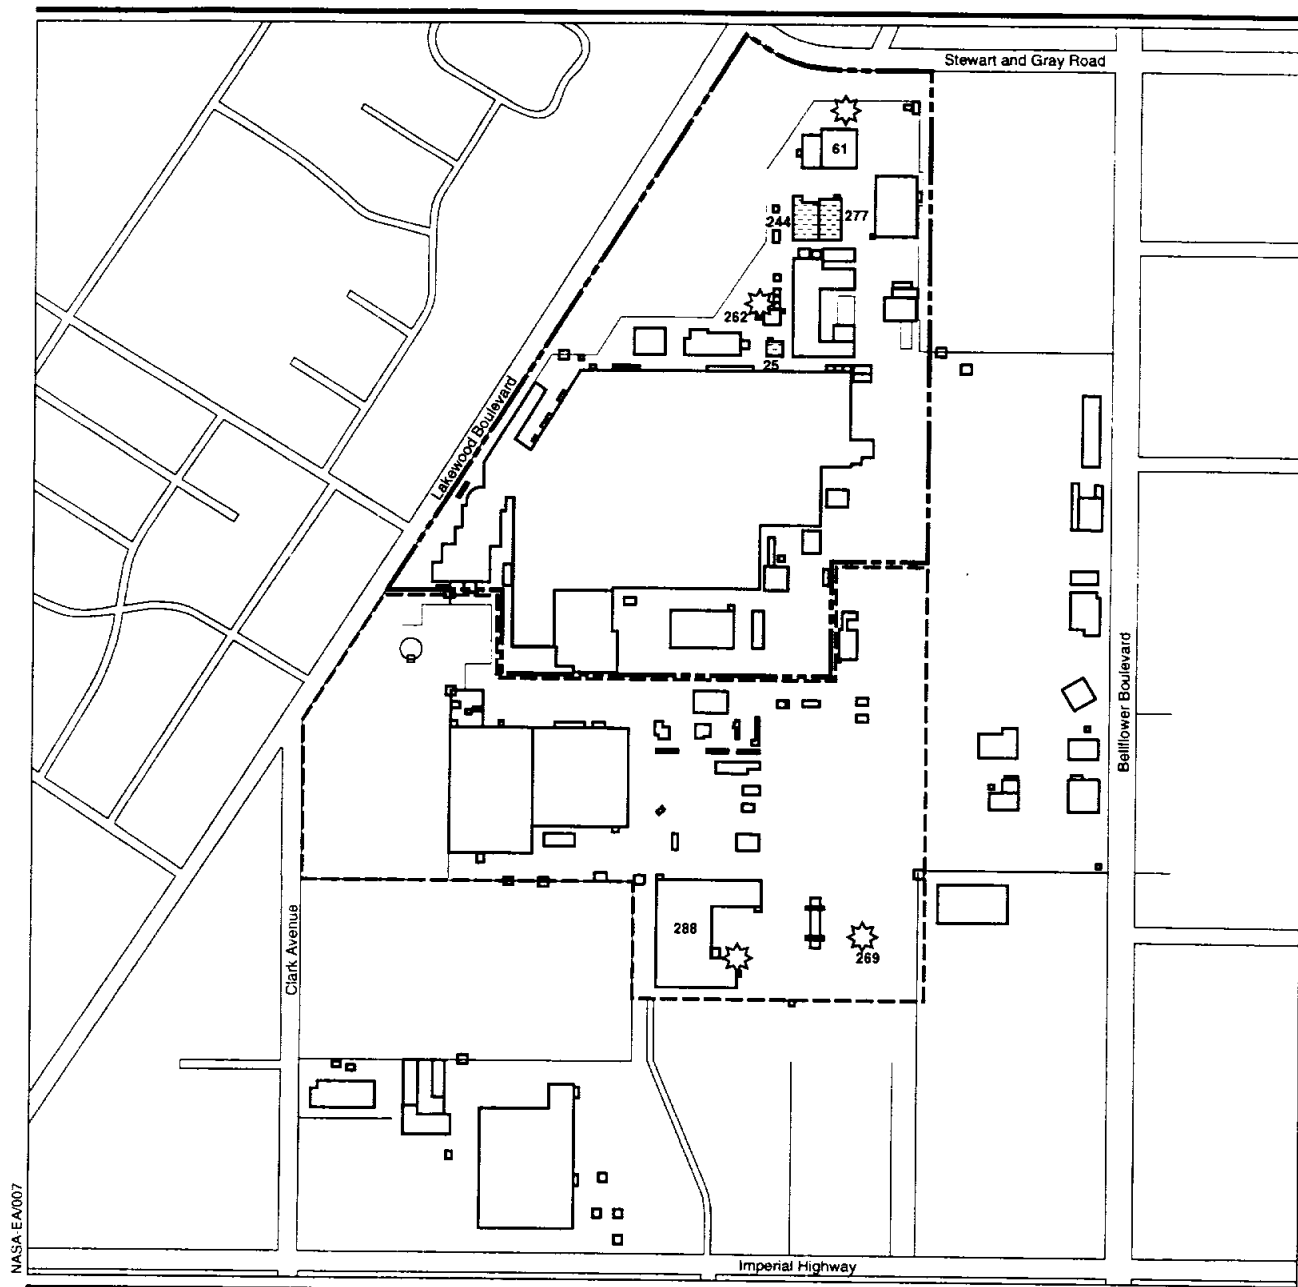 Stewart and Gray Road
61
244
277
262
25
Lakewood Boulevard
Bellflower Boulevard
288
269
Clark Avenue
NASA-EA/007
Imperial Highway